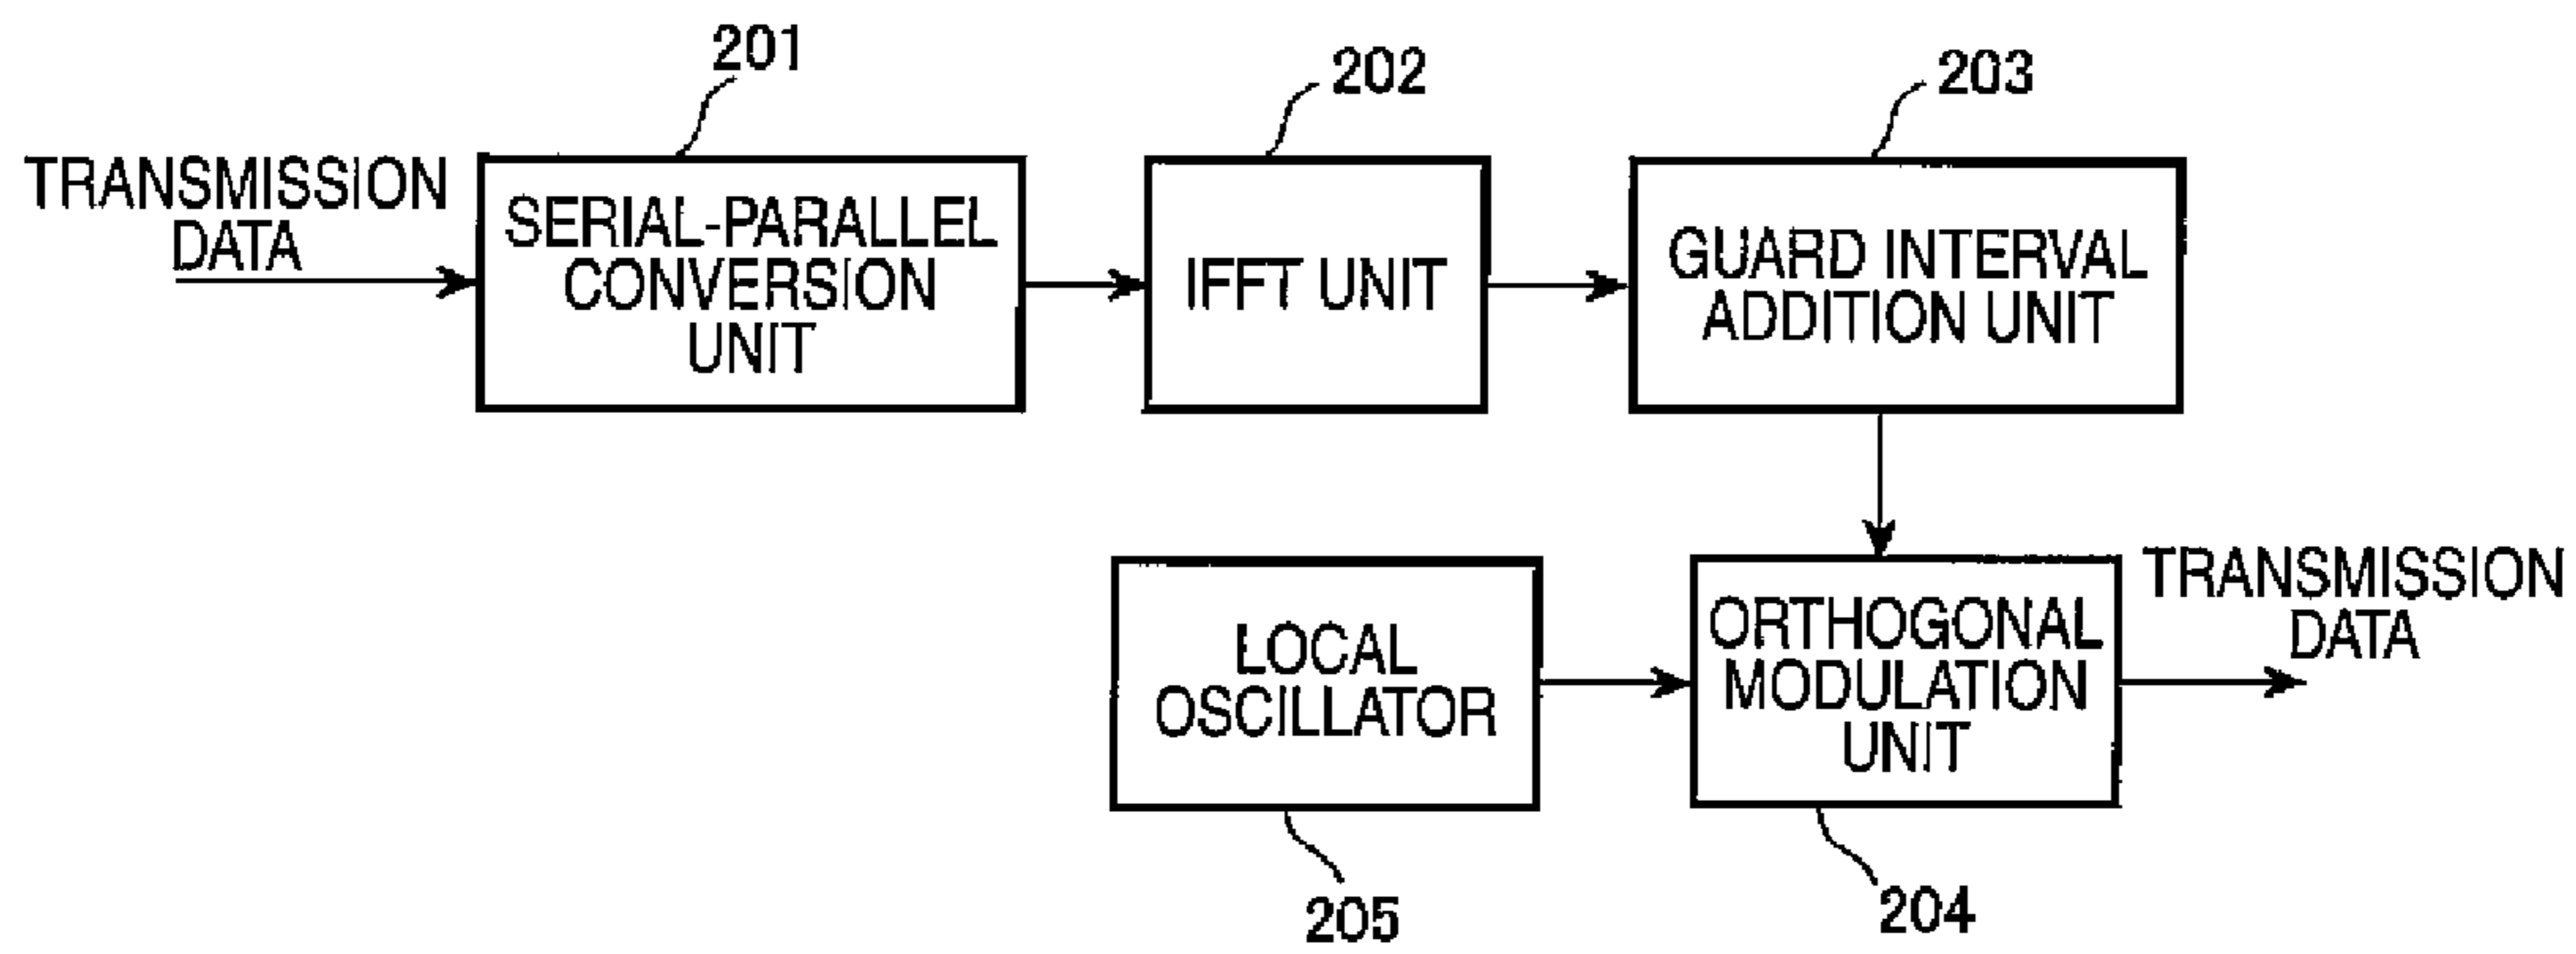 201
202
203
TRANSMISSION
DATA
SERIAL-PARALLEL
CONVERSION
UNIT
IFFT UNIT
GUARD INTERVAL
ADDITION UNIT
LOCAL
OSCILLATOR
ORTHOGONAL
MODULATION
UNIT
TRANSMISSION
DATA
205
204